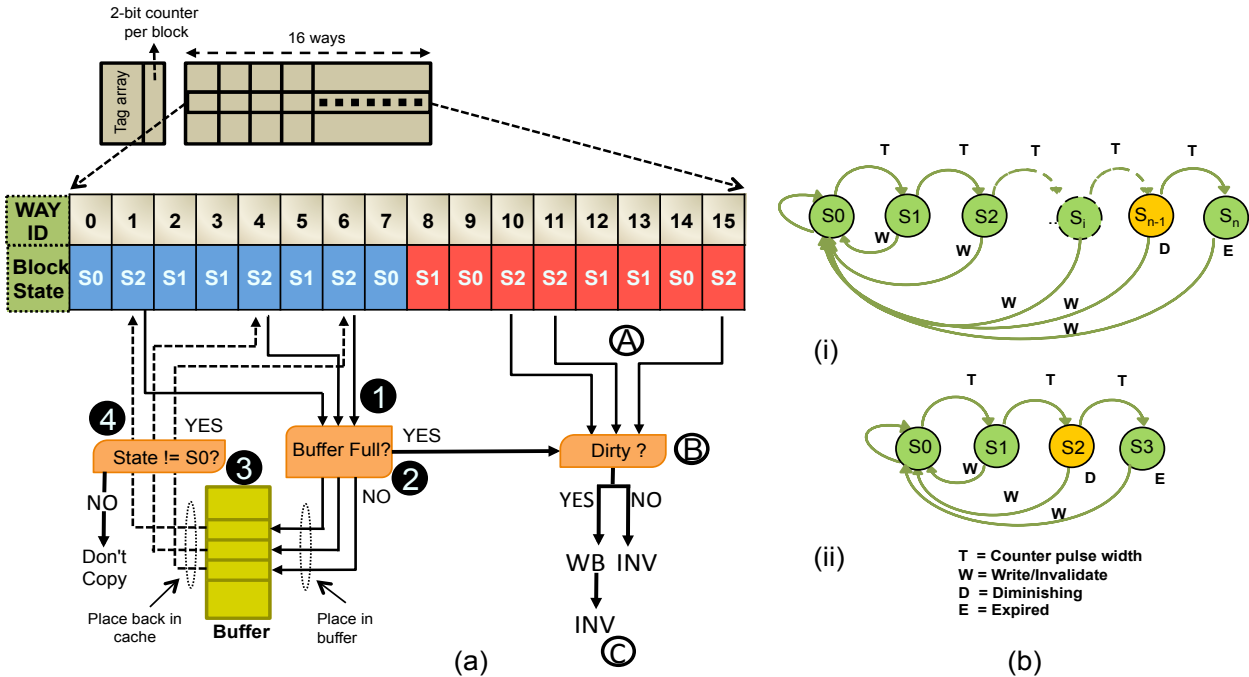 2-bit counter
per block
16 ways
Tag array
WAY ID 0 1 2 3 4 5 6 7 8 9 10 11 12 13 14 15
Block State S0 S2 S1 S1 S2 S1 S2 S0 S1 S0 S2 S2 S1 S1 S0 S2
A
1
4
YES
State != S0?
3
Buffer Full?
YES
2
Dirty ?
B
NO
NO
YES
NO
Don't
Copy
WB
INV
INV
C
Place back in
cache
Buffer
Place in
buffer
(a)
T T T T T
S0 S1 S2 Si Sn-1 Sn
W W D E
W W W
(i)
T T T
S0 S1 S2 S3
W D E
W W
(ii)
T = Counter pulse width
W = Write/Invalidate
D = Diminishing
E = Expired
(b)